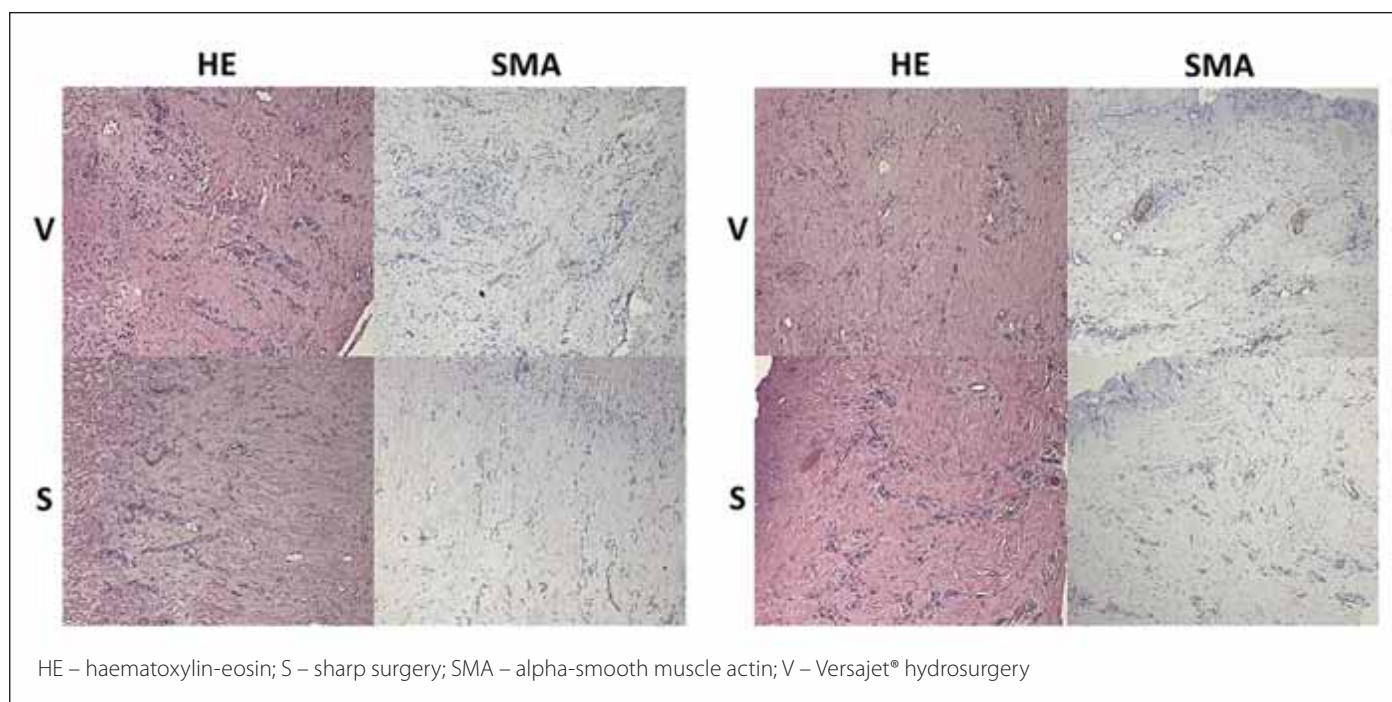 HE SMA HE SMA
V V
S S
HE – haematoxylin-eosin; S – sharp surgery; SMA – alpha-smooth muscle actin; V – Versajet® hydrosurgery